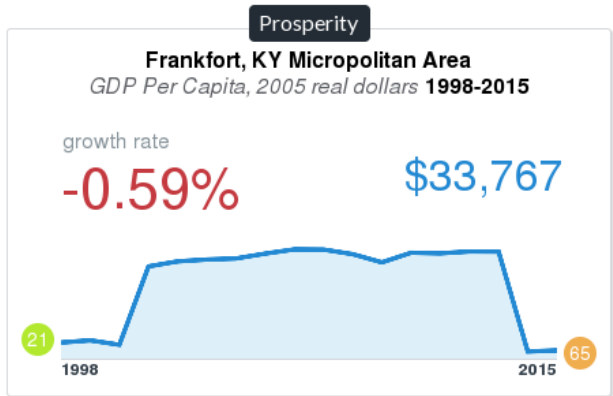 Prosperity
Frankfort, KY Micropolitan Area
GDP Per Capita, 2005 real dollars 1998-2015
growth rate
-0.59%
$33,767
21
65
1998
2015